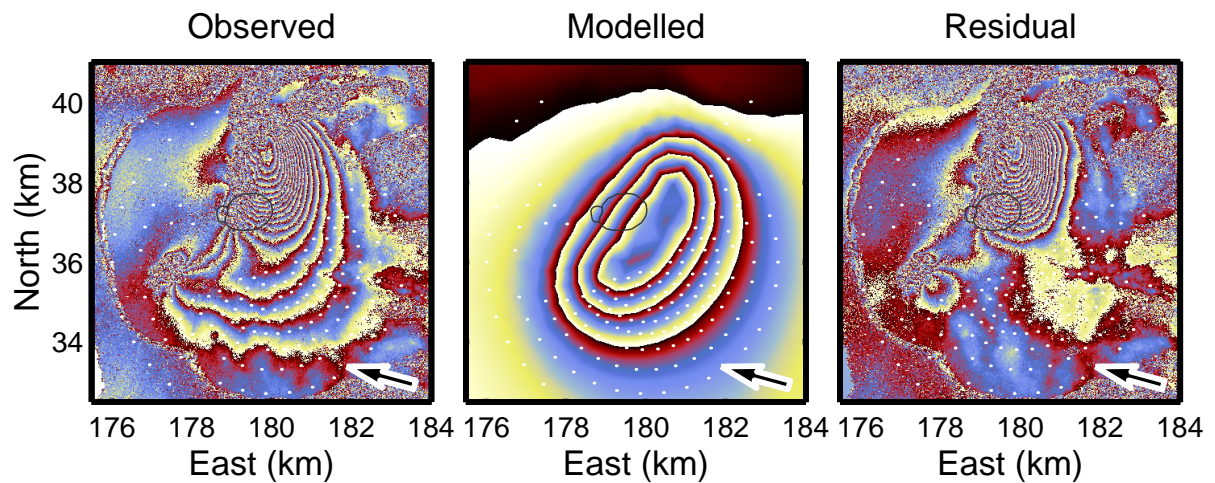 Observed Modelled Residual
40
38
36
34
North (km)
176 178 180 182 184 176 178 180 182 184 176 178 180 182 184
East (km) East (km) East (km)